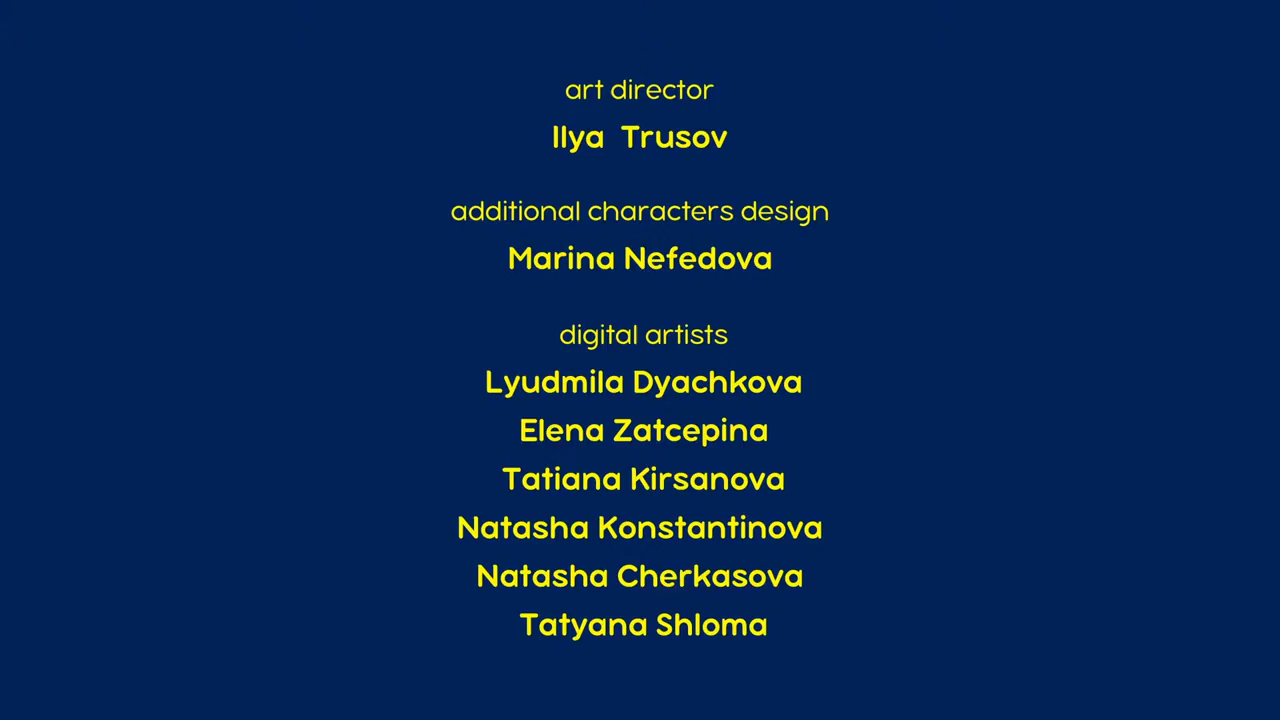 art director
Ilya Trusov
additional characters design
Marina Nefedova
digital artists
Lyudmila Dyachkova
Elena Zatcepina
Tatiana Kirsanova
Natasha Konstantinova
Natasha Cherkasova
Tatyana Shloma